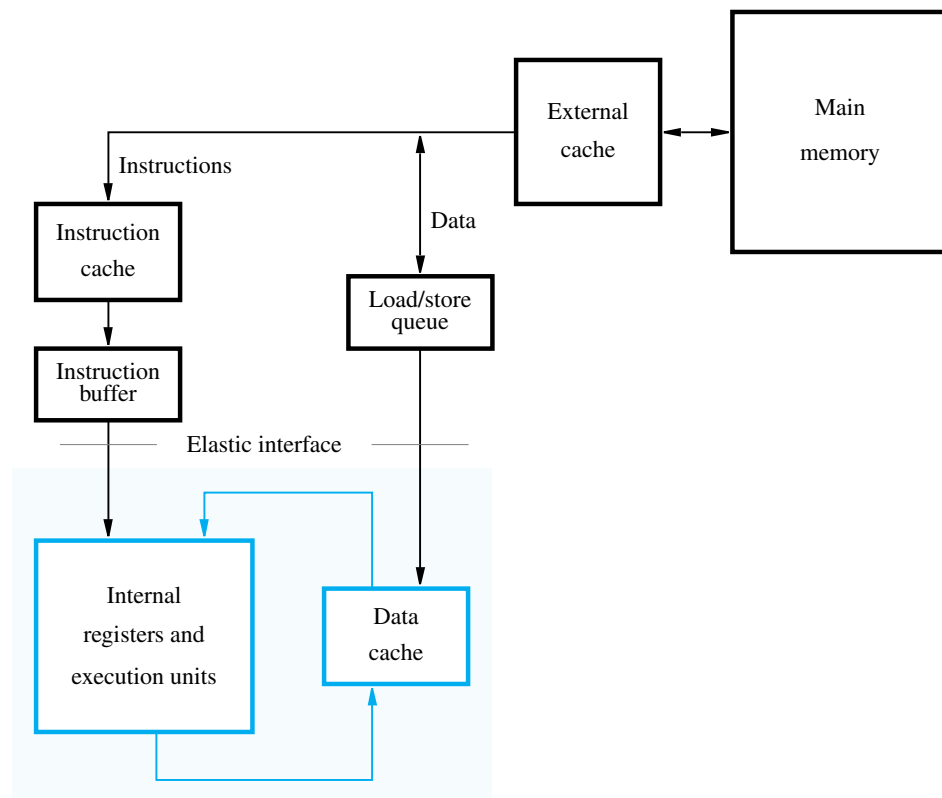 Main
memory
External
cache
Instructions
Data
Instruction
cache
Load/store
queue
Instruction
buffer
Elastic interface
Internal
registers and
execution units
Data
cache